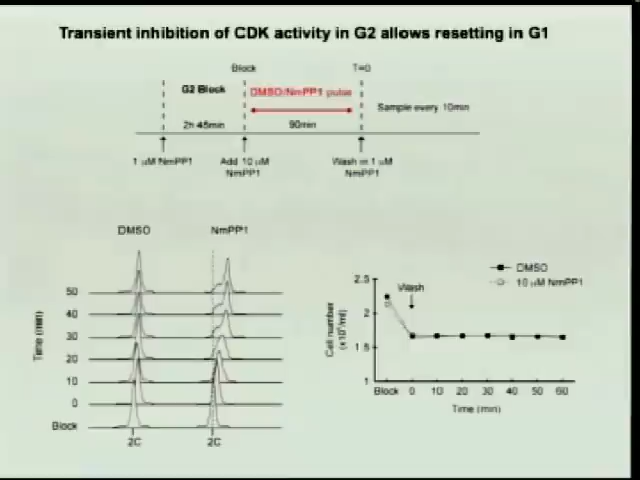 Transient inhibition of CDK activity in G2 allows resetting in G1
Block
T=0
G2 Block
DMSO/NmPP1 pulse
Sample every 10min
2h 45min
90min
1 μM NmPP1
Add 10 μM
NmPP1
Wash in 1 μM
NmPP1
DMSO
NmPP1
Time (min)
50
40
30
20
10
0
Block
2C
2C
DMSO
10 μM NmPP1
Wash
Cell number
(x10⁶/ml)
2.5
2
1.5
1
Block
0
10
20
30
40
50
60
Time (min)